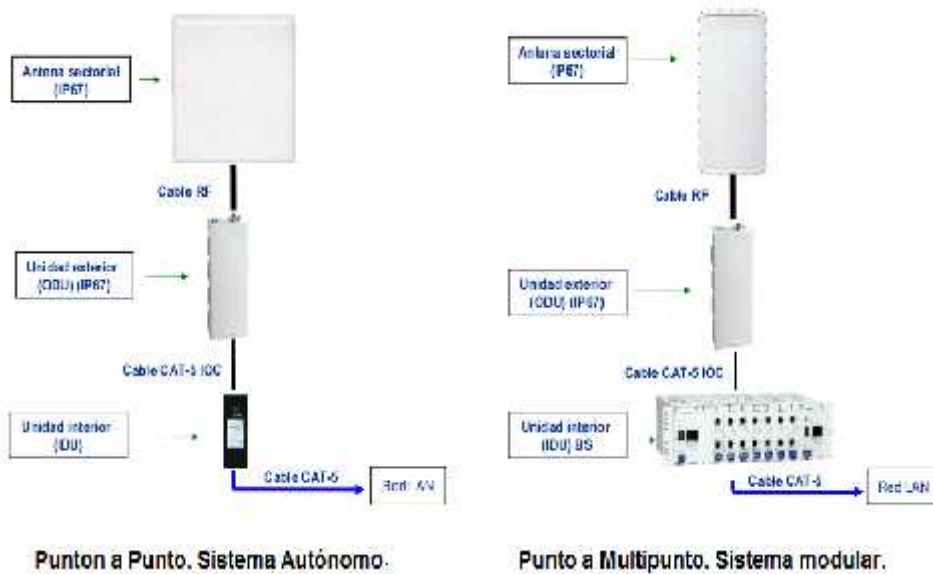 Antena sectorial
(IP67)
Cable RF
Unidad exterior
(ODU) (IP67)
Cable CAT-5 IOC
Unidad interior
(IDU)
Cable CAT-5
Red LAN
Punton a Punto. Sistema Autónomo.
Antena sectorial
(IP67)
Cable RF
Unidad exterior
(ODU) (IP67)
Cable CAT-5 IOC
Unidad interior
(IDU) BS
Cable CAT-5
Red LAN
Punto a Multipunto. Sistema modular.